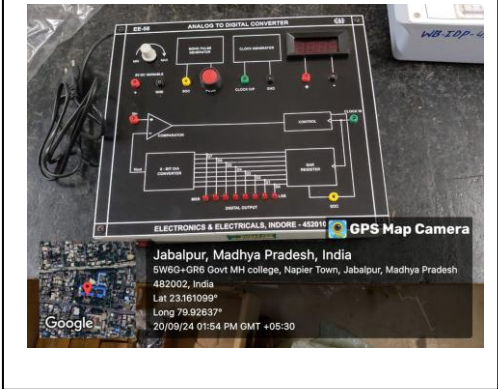 EE-56
ANALOG TO DIGITAL CONVERTER
MONO PULSE
GENERATOR
CLOCK GENERATOR
MIN
MAX
SOC
CLOCK O/P
GND
CLOCK IN
COMPARATOR
CONTROL
8 - BIT D/A
CONVERTER
SAR
REGISTER
MSB
LSB
DIGITAL OUTPUT
ELECTRONICS & ELECTRICALS, INDORE - 452010
GPS Map Camera
Jabalpur, Madhya Pradesh, India
5W6G+GR6 Govt MH college, Napier Town, Jabalpur, Madhya Pradesh
482002, India
Lat 23.161099°
Long 79.92637°
20/09/24 01:54 PM GMT +05:30
Google